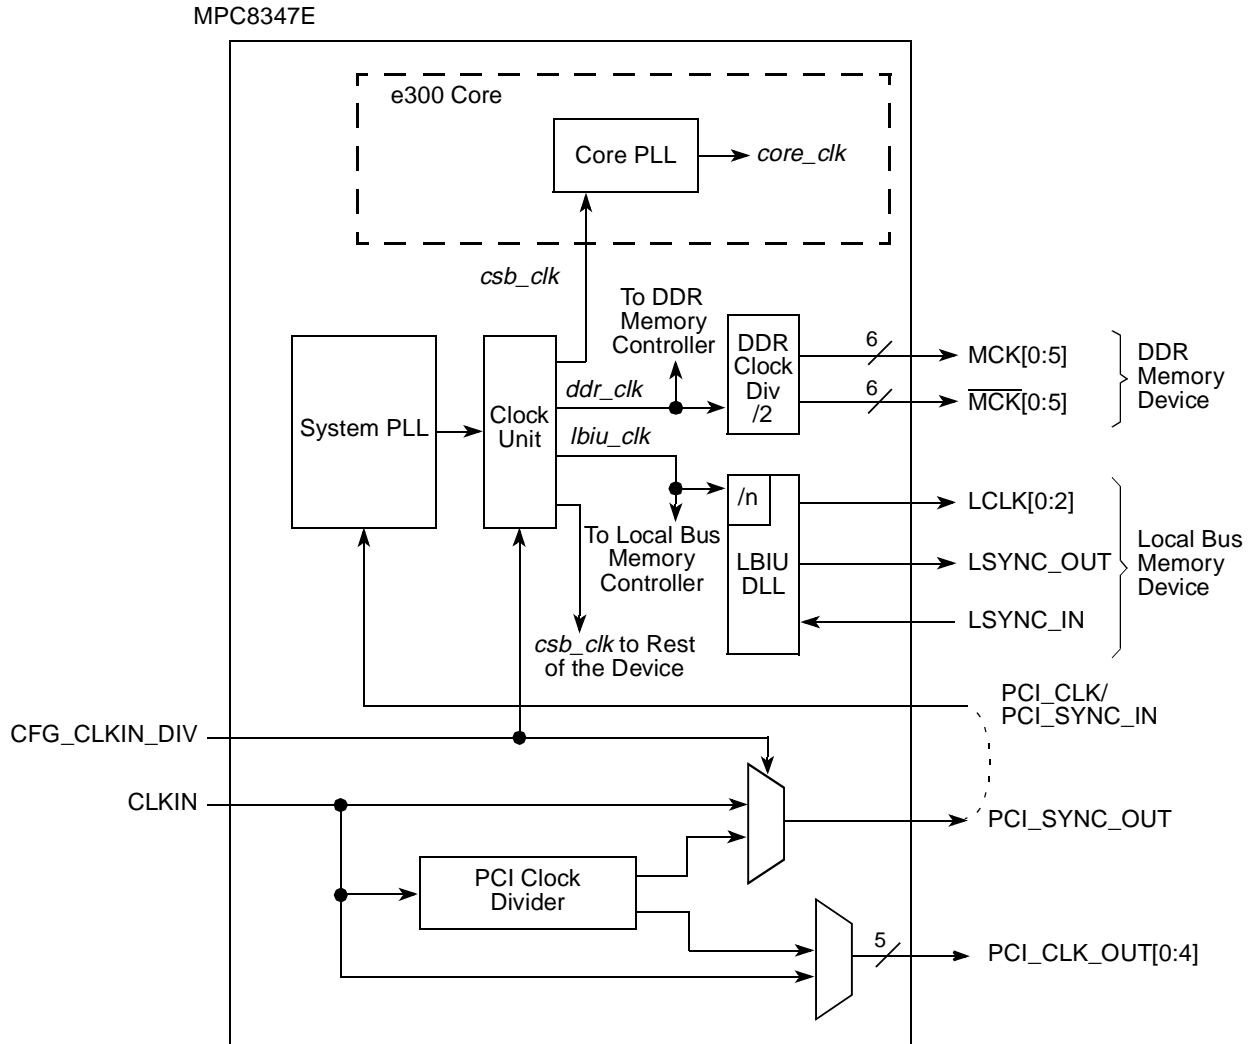 MPC8347E
e300 Core
Core PLL
core_clk
csb_clk
To DDR
Memory
Controller
DDR
Clock
Div
/2
6
MCK[0:5]
6
MCK[0:5]
DDR
Memory
Device
System PLL
Clock
Unit
ddr_clk
lbiu_clk
/n
LBIU
DLL
To Local Bus
Memory
Controller
LCLK[0:2]
LSYNC_OUT
LSYNC_IN
Local Bus
Memory
Device
csb_clk to Rest
of the Device
PCI_CLK/
PCI_SYNC_IN
CFG_CLKIN_DIV
CLKIN
PCI_SYNC_OUT
PCI Clock
Divider
5
PCI_CLK_OUT[0:4]